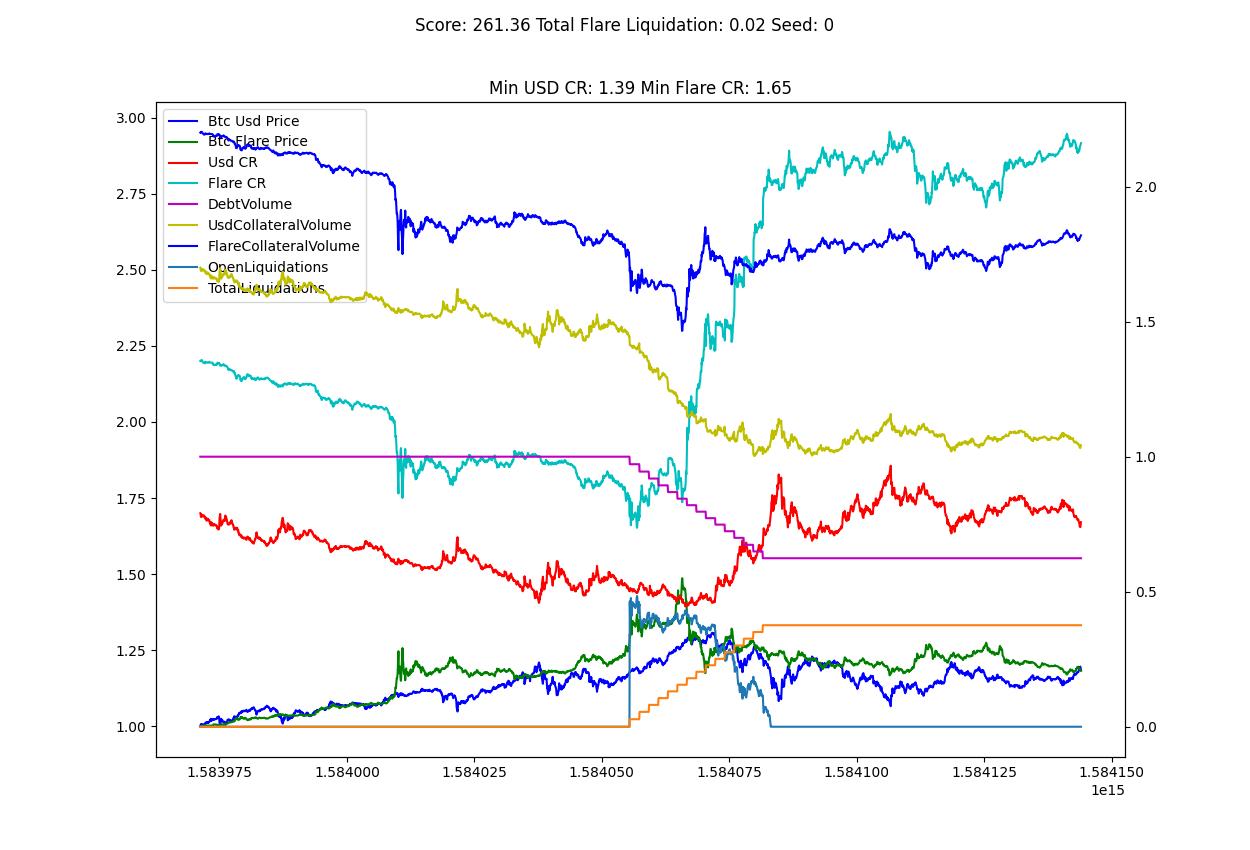 Score: 261.36 Total Flare Liquidation: 0.02 Seed: 0
Min USD CR: 1.39 Min Flare CR: 1.65
Btc Usd Price
Btc Flare Price
Usd CR
Flare CR
DebtVolume
UsdCollateralVolume
FlareCollateralVolume
OpenLiquidations
TotalLiquidations
3.00
2.75
2.50
2.25
2.00
1.75
1.50
1.25
1.00
2.0
1.5
1.0
0.5
0.0
1.583975 1.584000 1.584025 1.584050 1.584075 1.584100 1.584125 1.584150
1e15